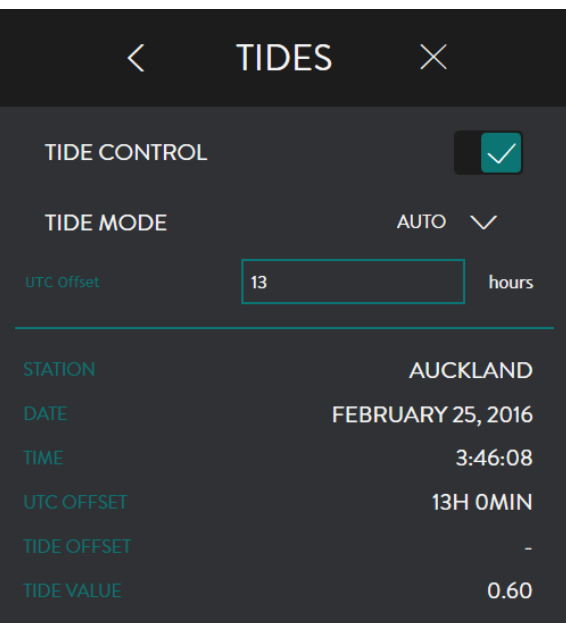 TIDES
TIDE CONTROL
TIDE MODE AUTO
UTC Offset 13 hours
STATION AUCKLAND
DATE FEBRUARY 25, 2016
TIME 3:46:08
UTC OFFSET 13H 0MIN
TIDE OFFSET -
TIDE VALUE 0.60